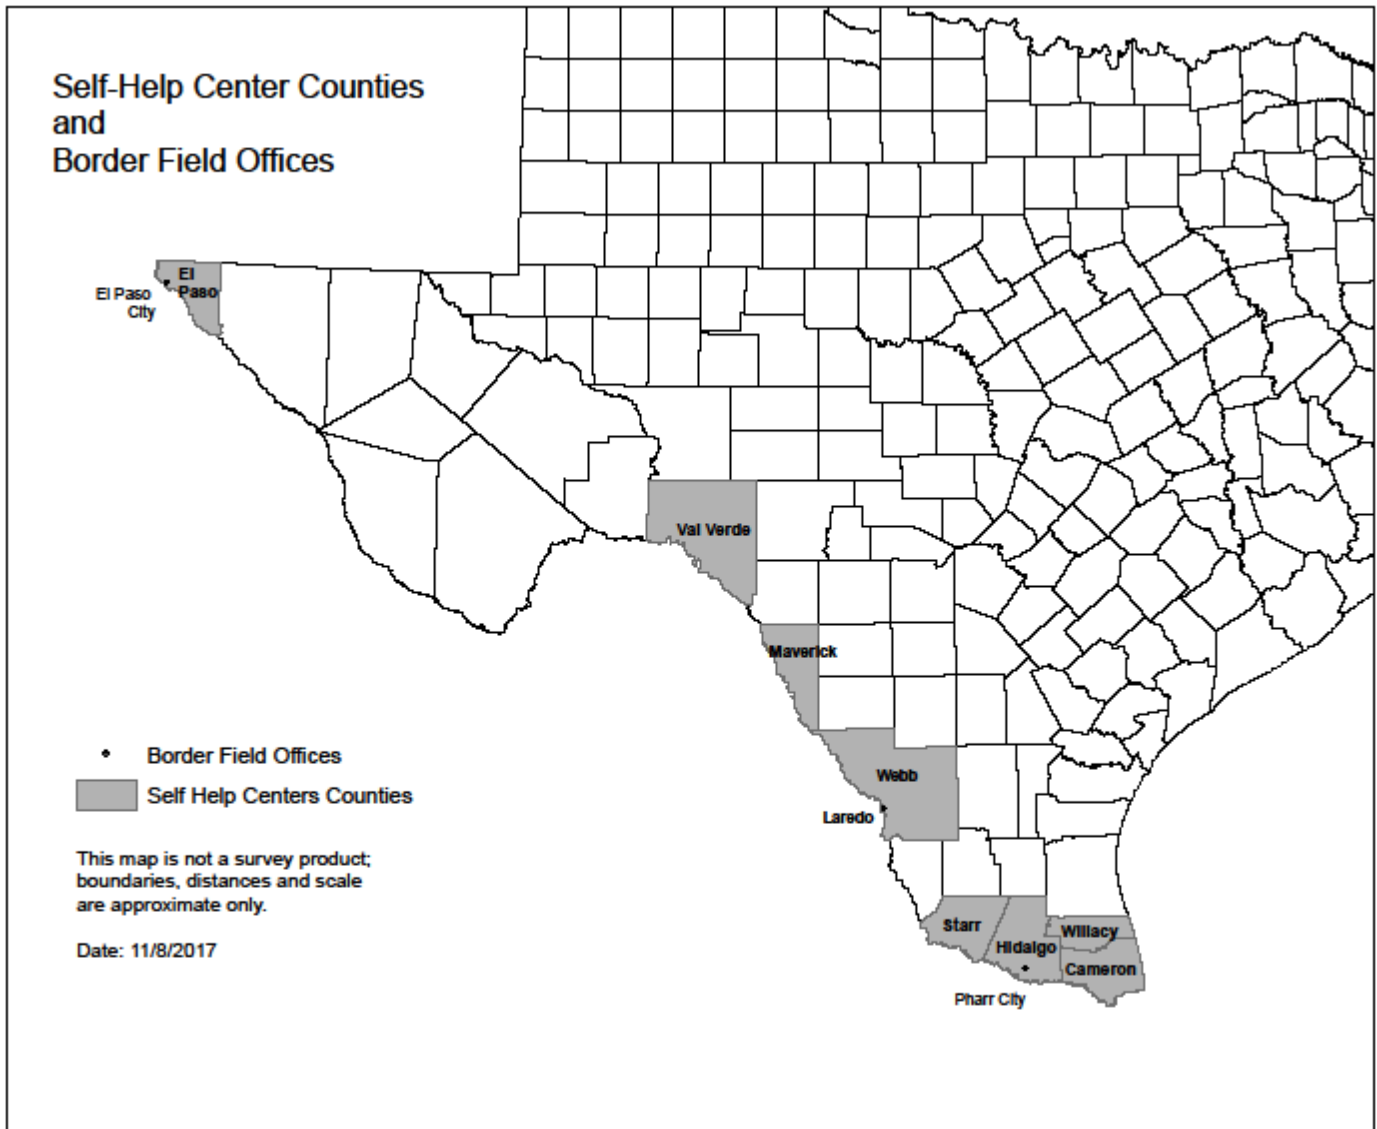 Self-Help Center Counties
and
Border Field Offices
El
Paso
El Paso
City
Val Verde
Maverick
Border Field Offices
Self Help Centers Counties
Webb
Laredo
This map is not a survey product;
boundaries, distances and scale
are approximate only.
Date: 11/8/2017
Starr
Willacy
Hidalgo
Cameron
Pharr City